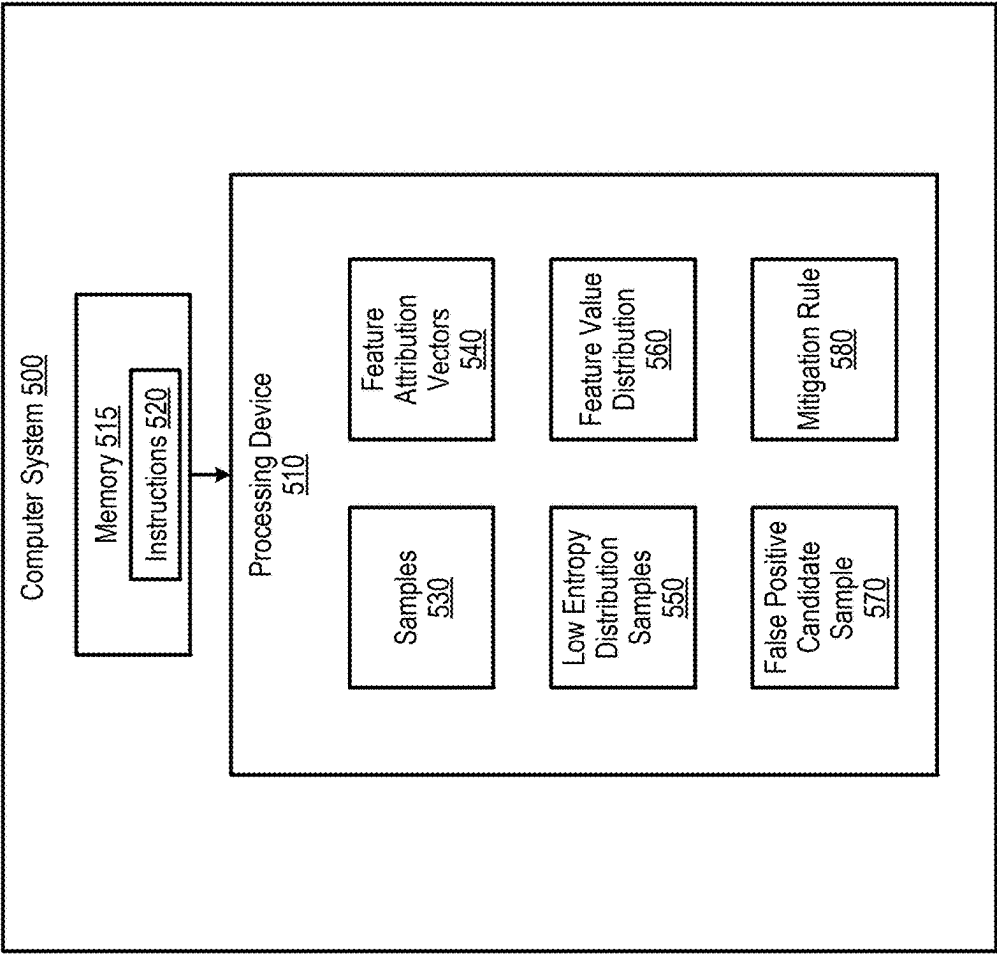 Computer System 500
Memory 515
Instructions 520
Processing Device
510
Samples
530
Feature
Attribution
Vectors
540
Low Entropy
Distribution
Samples
550
Feature Value
Distribution
560
False Positive
Candidate
Sample
570
Mitigation Rule
580